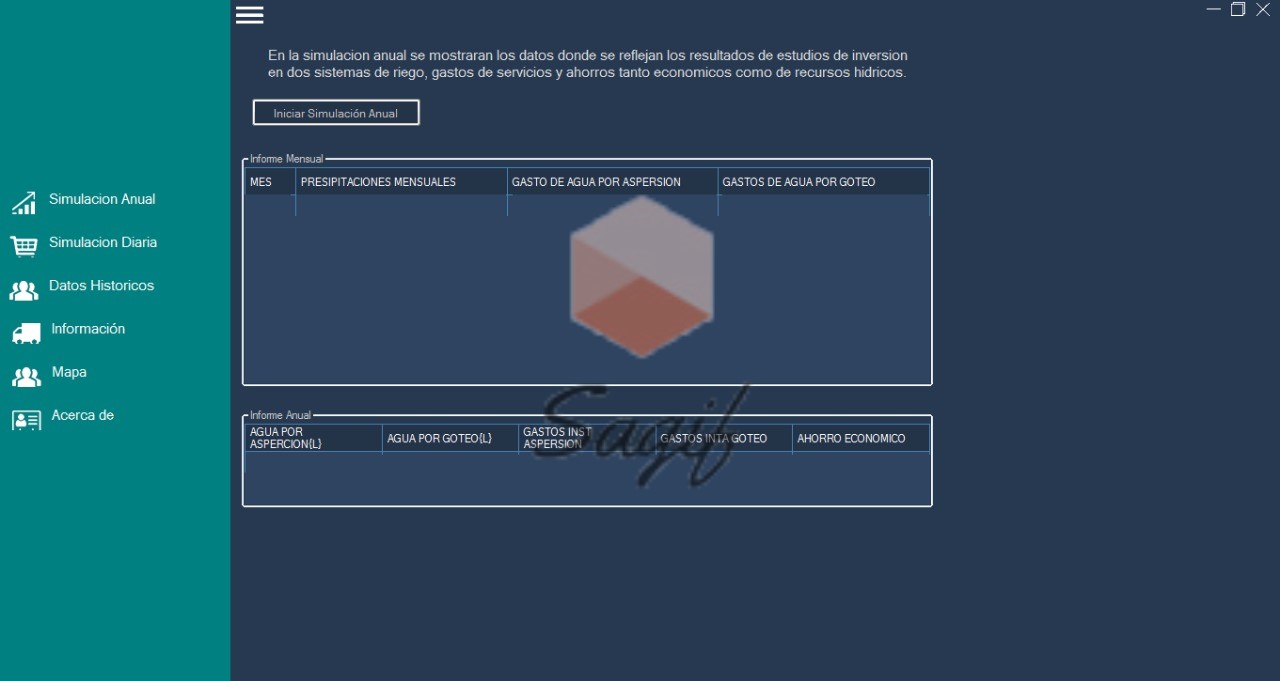 En la simulacion anual se mostraran los datos donde se reflejan los resultados de estudios de inversion
en dos sistemas de riego, gastos de servicios y ahorros tanto economicos como de recursos hidricos.
Iniciar Simulación Anual
Simulacion Anual
Simulacion Diaria
Datos Historicos
Información
Mapa
Acerca de
Informe Mensual
MES
PRESIPITACIONES MENSUALES
GASTO DE AGUA POR ASPERSION
GASTOS DE AGUA POR GOTEO
Informe Anual
AGUA POR
ASPERCION{L}
AGUA POR GOTEO{L}
GASTOS INST
ASPERSION
GASTOS INTA GOTEO
AHORRO ECONOMICO
Sagif